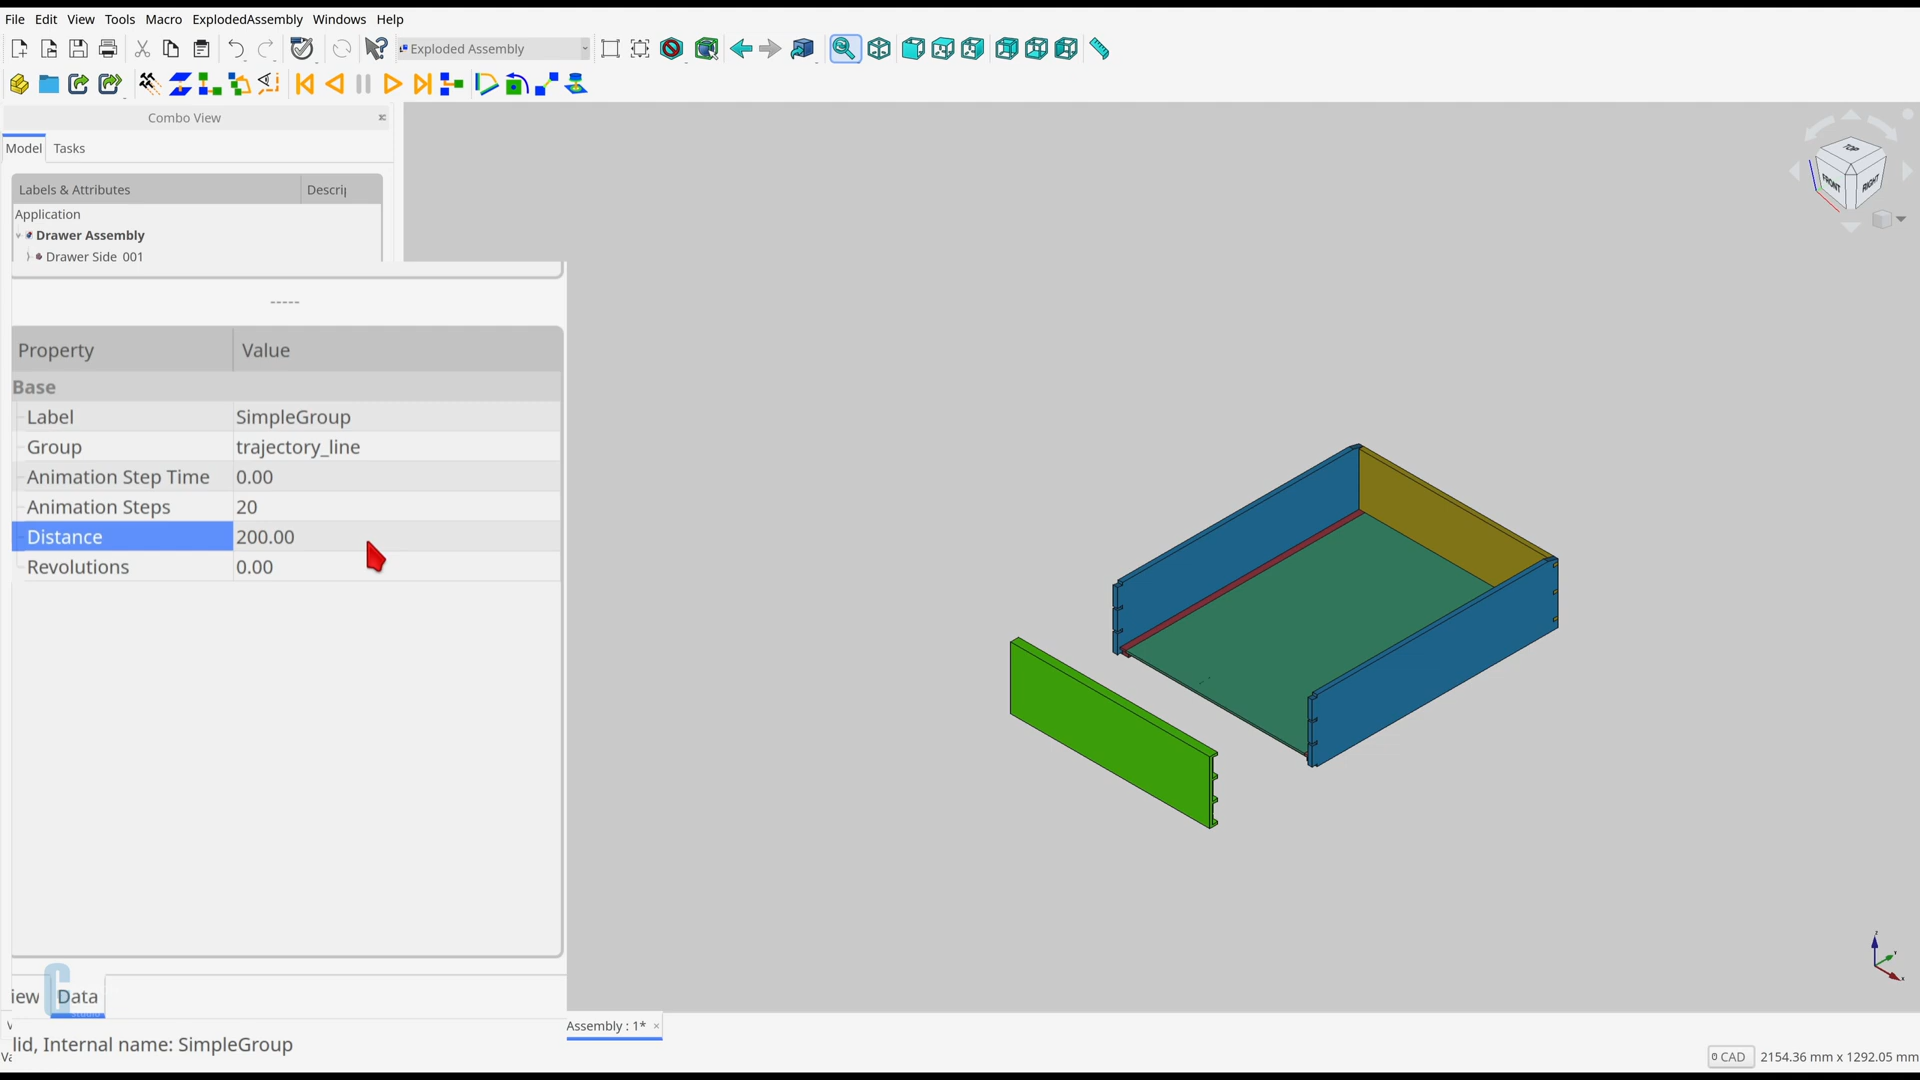 File Edit View Tools Macro ExplodedAssembly Windows Help
Exploded Assembly
Combo View
Model Tasks
Labels & Attributes Descri
Application
Drawer Assembly
Drawer Side 001
-----
Property Value
Base
Label SimpleGroup
Group trajectory_line
Animation Step Time 0.00
Animation Steps 20
Distance 200.00
Revolutions 0.00
iew Data
Assembly : 1*
lid, Internal name: SimpleGroup
CAD 2154.36 mm x 1292.05 mm
TOP
FRONT RIGHT